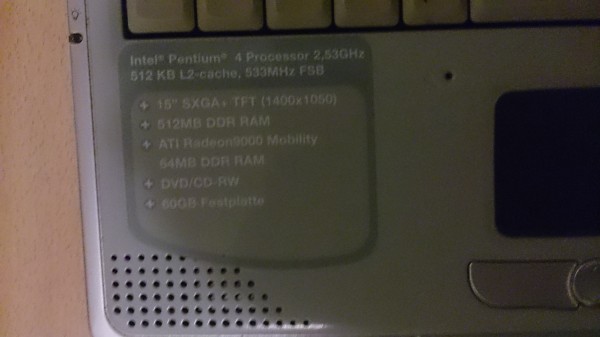 Intel® Pentium® 4 Processor 2,53GHz
512 KB L2-cache, 533MHz FSB
15" SXGA+ TFT (1400x1050)
512MB DDR RAM
ATI Radeon9000 Mobility
64MB DDR RAM
DVD/CD-RW
60GB Festplatte